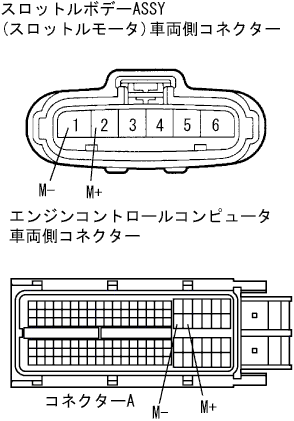 スロットルボデーASSY
(スロットルモータ)車両側コネクター
1 2 3 4 5 6
M- M+
エンジンコントロールコンピュータ
車両側コネクター
コネクターA M- M+